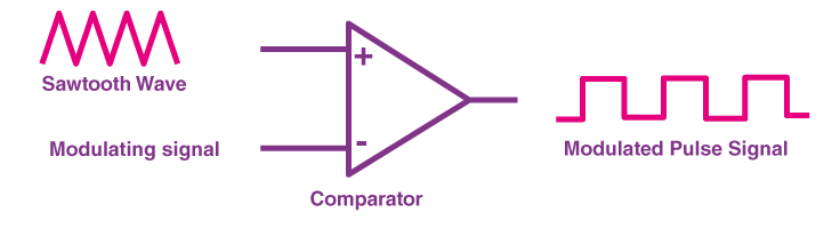 Sawtooth Wave
+
Modulating signal
-
Comparator
Modulated Pulse Signal